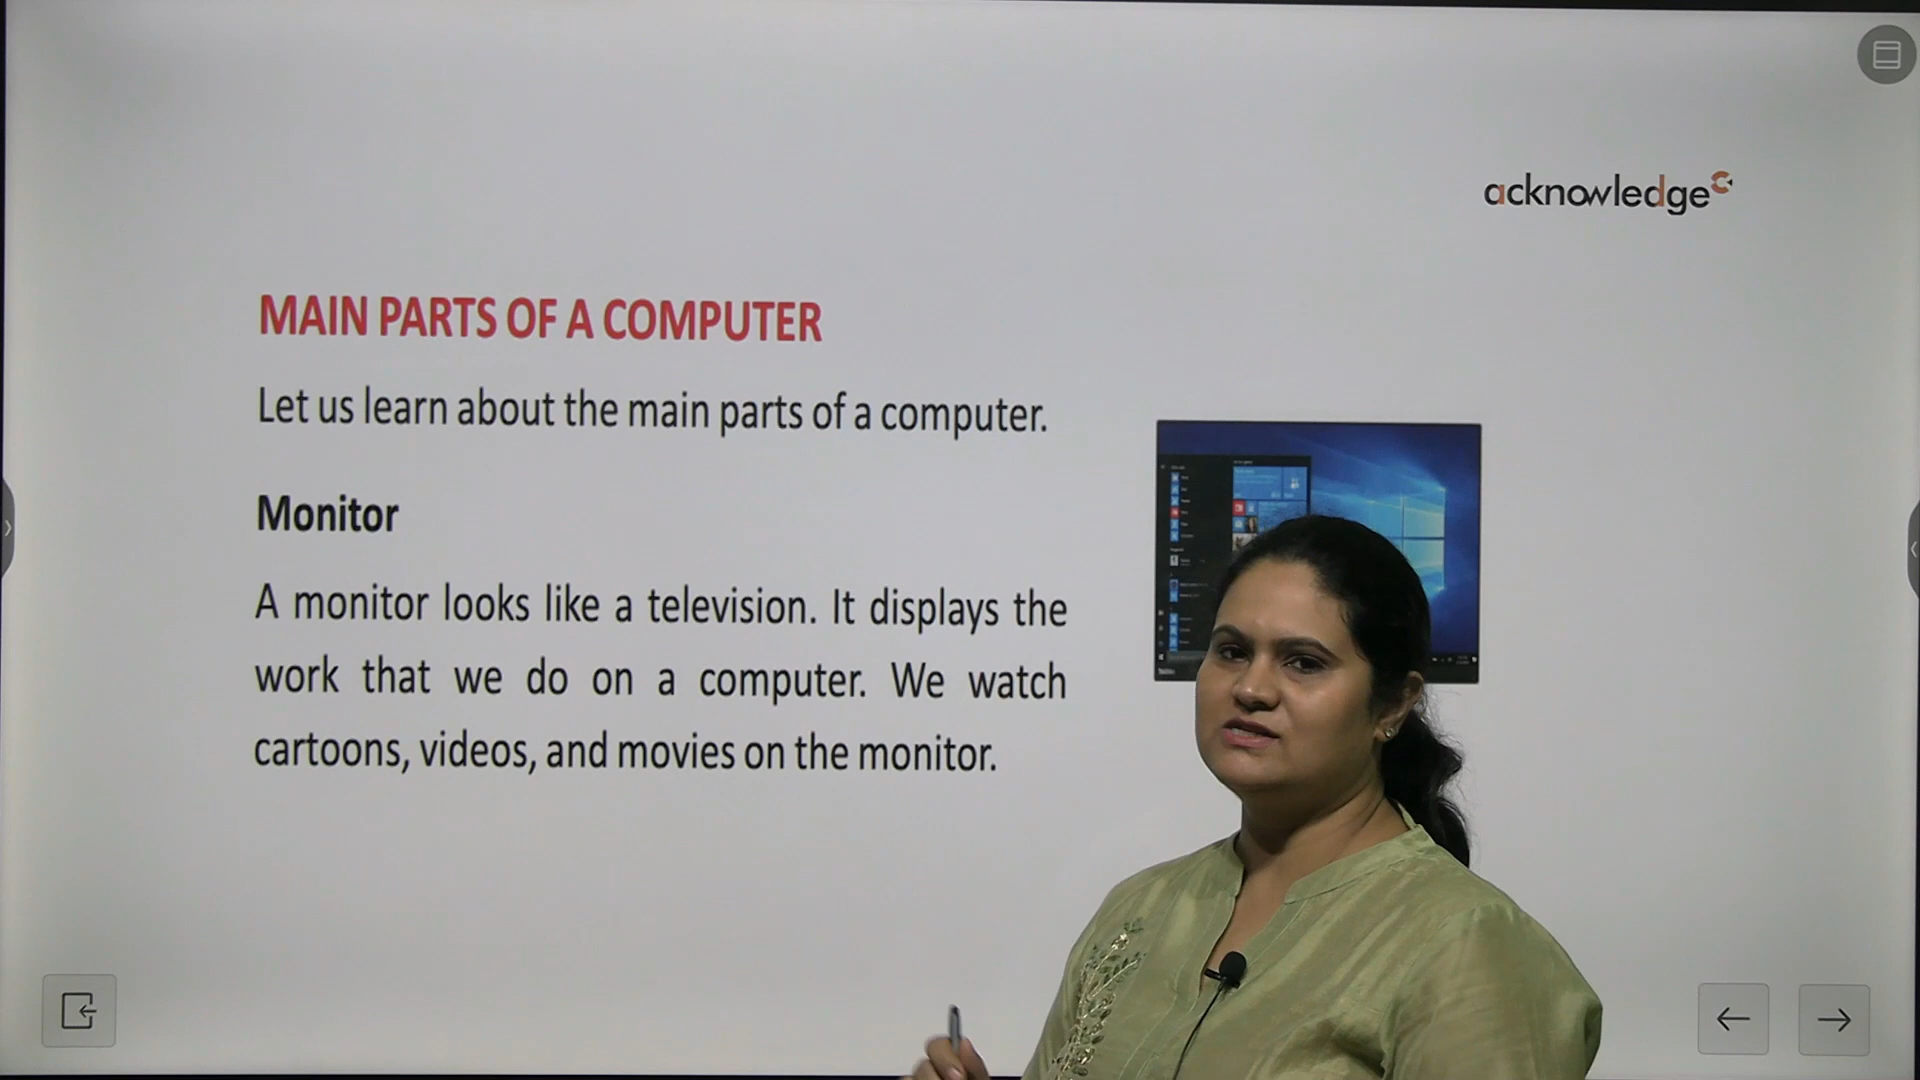 acknowledge
MAIN PARTS OF A COMPUTER
Let us learn about the main parts of a computer.
Monitor
A monitor looks like a television. It displays the
work that we do on a computer. We watch
cartoons, videos, and movies on the monitor.